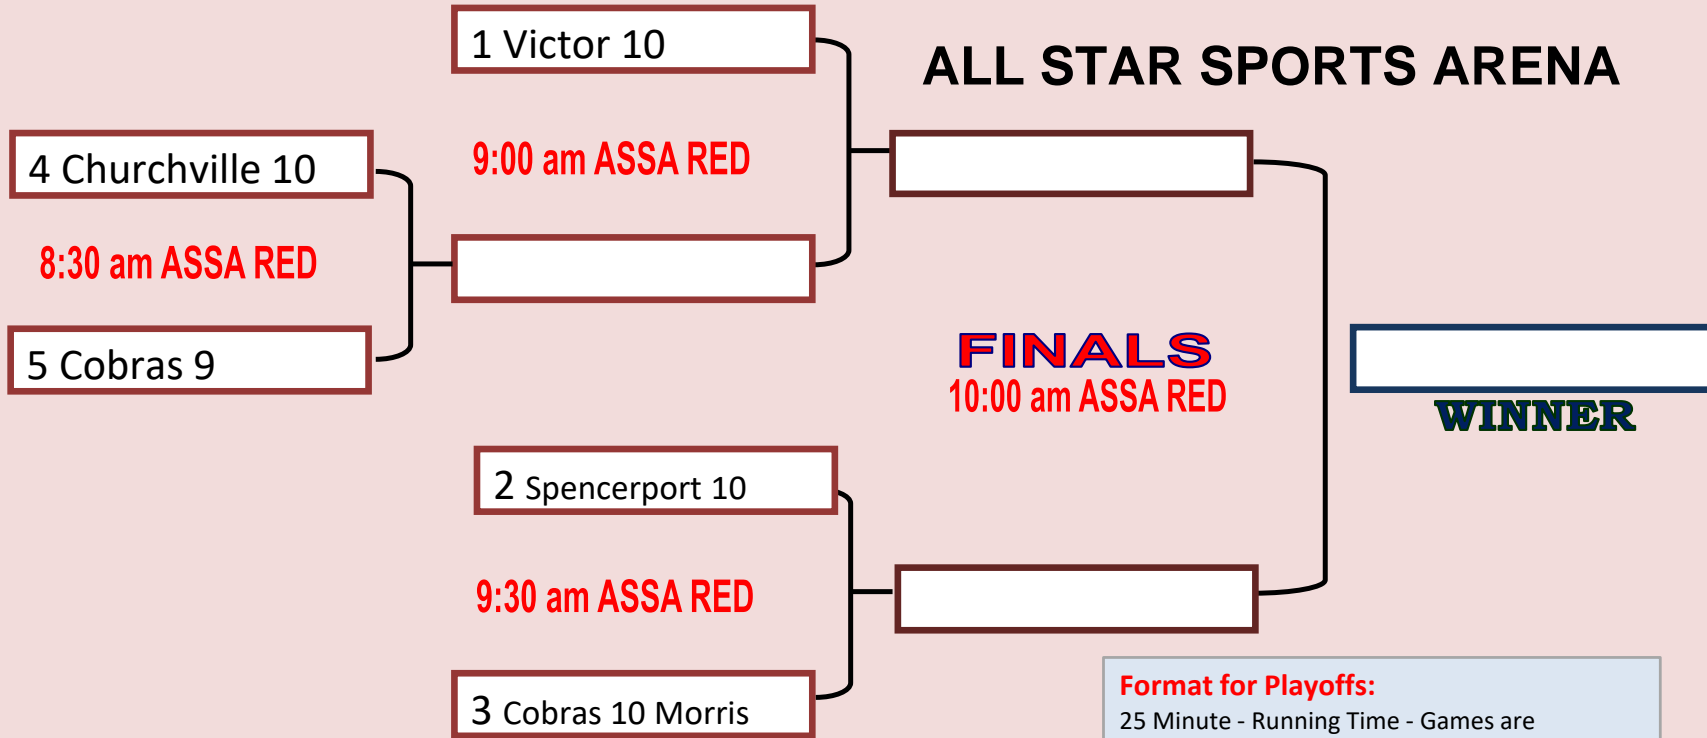 1 Victor 10
ALL STAR SPORTS ARENA
4 Churchville 10
9:00 am ASSA RED
8:30 am ASSA RED
5 Cobras 9
FINALS
10:00 am ASSA RED
WINNER
2 Spencerport 10
9:30 am ASSA RED
3 Cobras 10 Morris
Format for Playoffs:
25 Minute - Running Time - Games are